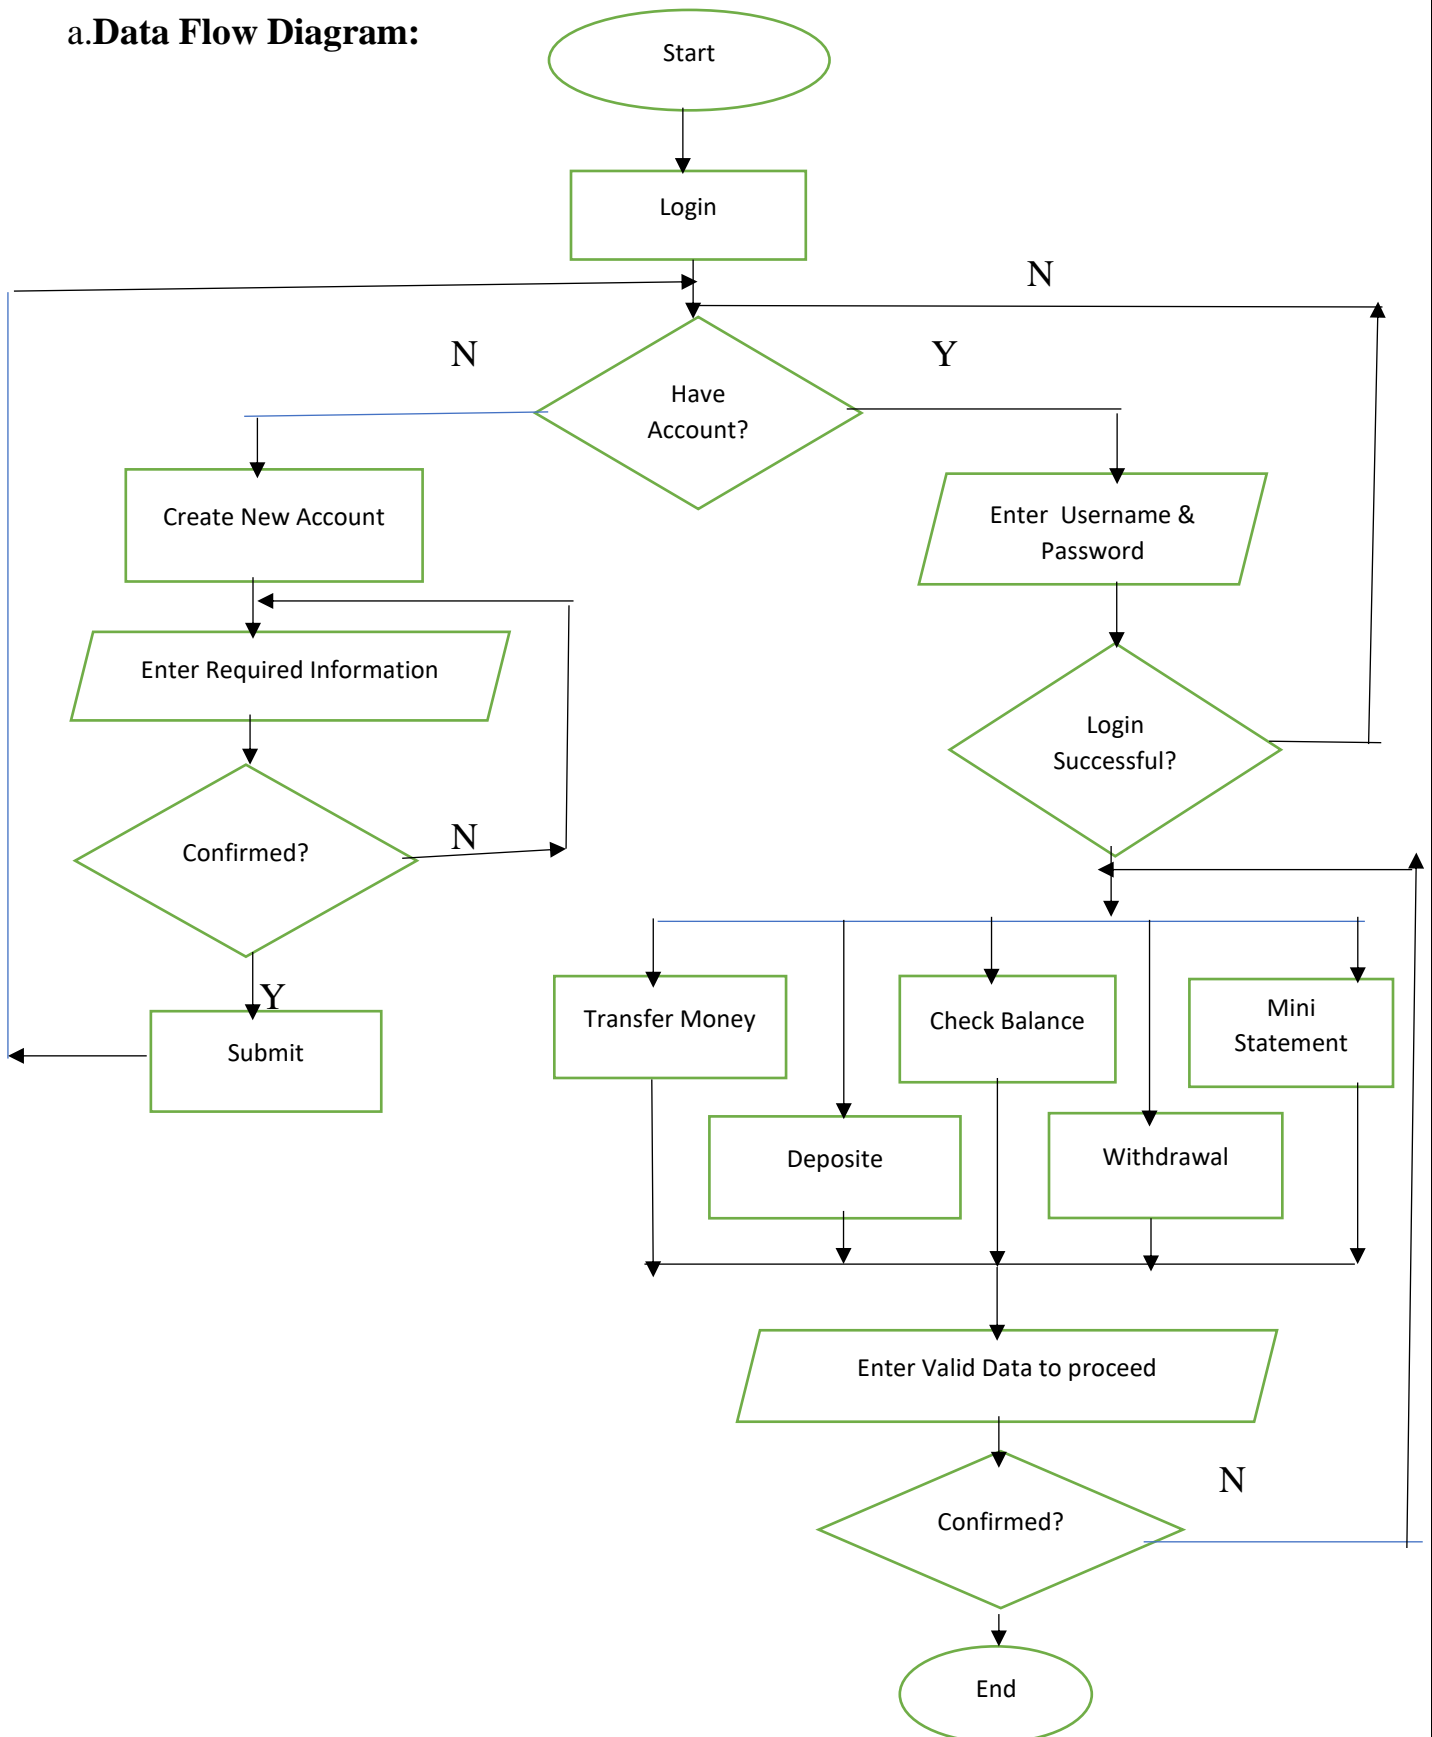 a.Data Flow Diagram:
Start
Login
N
N
Y
Have
Account?
Create New Account
Enter  Username &
Password
Enter Required Information
Login
Successful?
Confirmed?
N
Y
Submit
Transfer Money
Check Balance
Mini
Statement
Deposite
Withdrawal
Enter Valid Data to proceed
N
Confirmed?
End